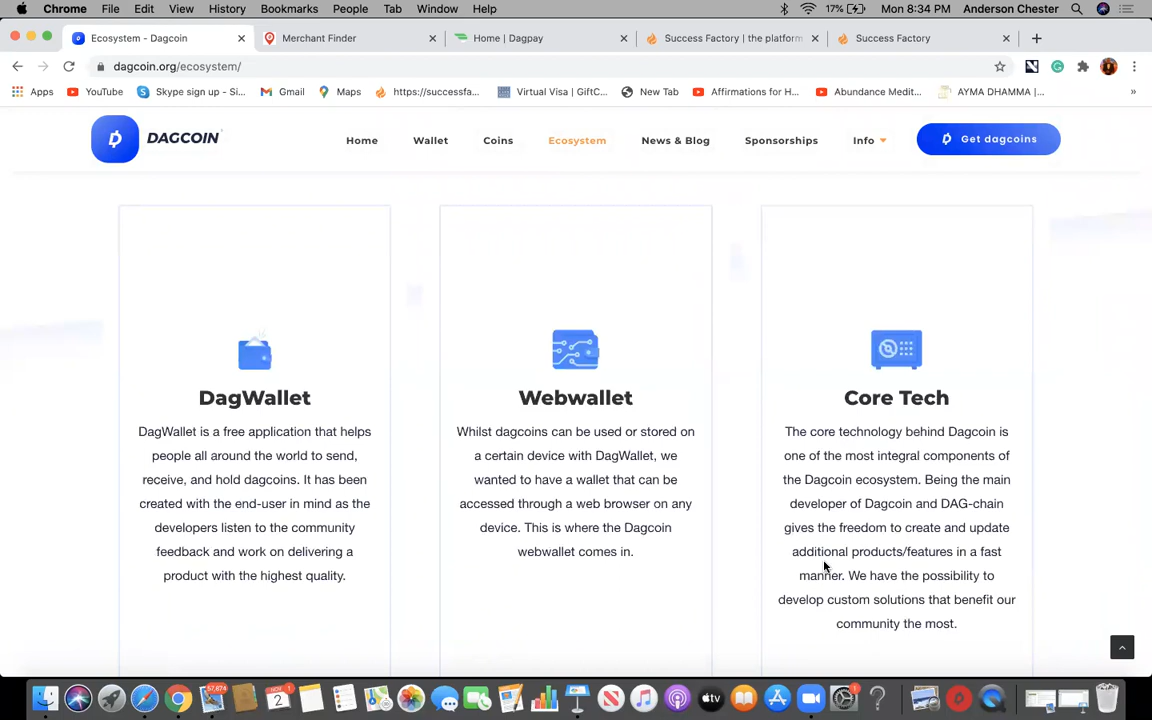 Chrome File Edit View History Bookmarks People Tab Window Help 17% Mon 8:34 PM Anderson Chester
Ecosystem - Dagcoin Merchant Finder Home | Dagpay Success Factory | the platform Success Factory
dagcoin.org/ecosystem/
Apps YouTube Skype sign up - Si... Gmail Maps https://successfa... Virtual Visa | GiftC... New Tab Affirmations for H... Abundance Medit... AYMA DHAMMA |... »
DAGCOIN Home Wallet Coins Ecosystem News & Blog Sponsorships Info Get dagcoins
DagWallet
DagWallet is a free application that helps
people all around the world to send,
receive, and hold dagcoins. It has been
created with the end-user in mind as the
developers listen to the community
feedback and work on delivering a
product with the highest quality.
Webwallet
Whilst dagcoins can be used or stored on
a certain device with DagWallet, we
wanted to have a wallet that can be
accessed through a web browser on any
device. This is where the Dagcoin
webwallet comes in.
Core Tech
The core technology behind Dagcoin is
one of the most integral components of
the Dagcoin ecosystem. Being the main
developer of Dagcoin and DAG-chain
gives the freedom to create and update
additional products/features in a fast
manner. We have the possibility to
develop custom solutions that benefit our
community the most.
57,874
NOV 1
2
tv
1